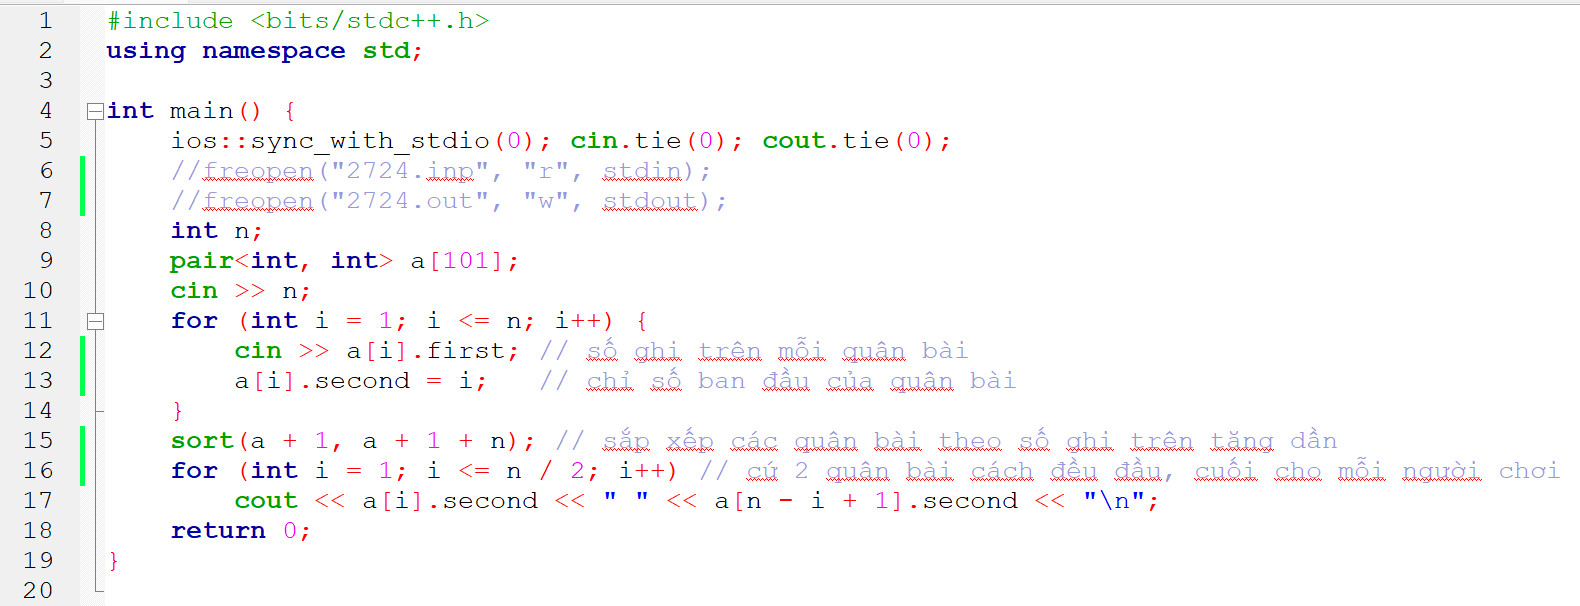 1 #include <bits/stdc++.h>
2 using namespace std;
3
4 int main() {
5 ios::sync_with_stdio(0); cin.tie(0); cout.tie(0);
6 //freopen("2724.inp", "r", stdin);
7 //freopen("2724.out", "w", stdout);
8 int n;
9 pair<int, int> a[101];
10 cin >> n;
11 for (int i = 1; i <= n; i++) {
12 cin >> a[i].first; // số ghi trên mỗi quân bài
13 a[i].second = i; // chỉ số ban đầu của quân bài
14 }
15 sort(a + 1, a + 1 + n); // sắp xếp các quân bài theo số ghi trên tăng dần
16 for (int i = 1; i <= n / 2; i++) // cứ 2 quân bài cách đều đầu, cuối cho mỗi người chơi
17 cout << a[i].second << " " << a[n - i + 1].second << "\n";
18 return 0;
19 }
20